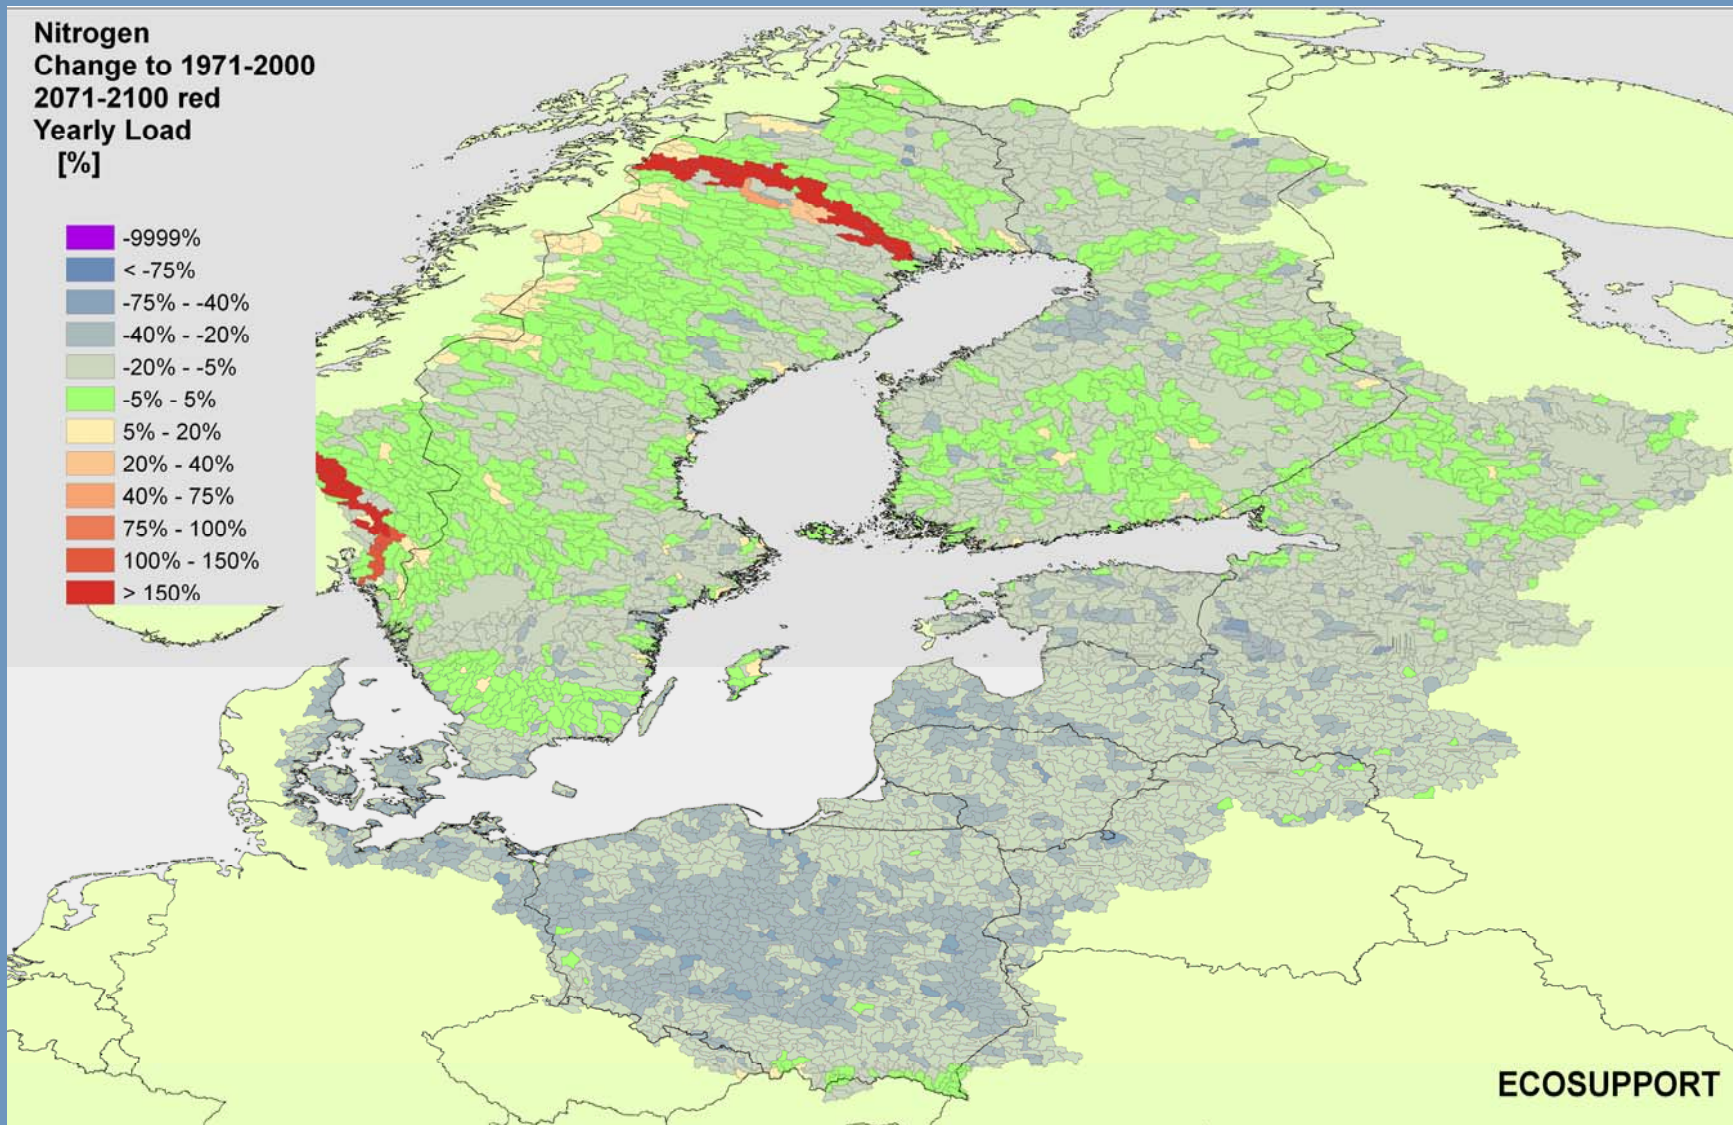 Nitrogen
Change to 1971-2000
2071-2100 red
Yearly Load
[%]
-9999%
< -75%
-75% - -40%
-40% - -20%
-20% - -5%
-5% - 5%
5% - 20%
20% - 40%
40% - 75%
75% - 100%
100% - 150%
> 150%
ECOSUPPORT